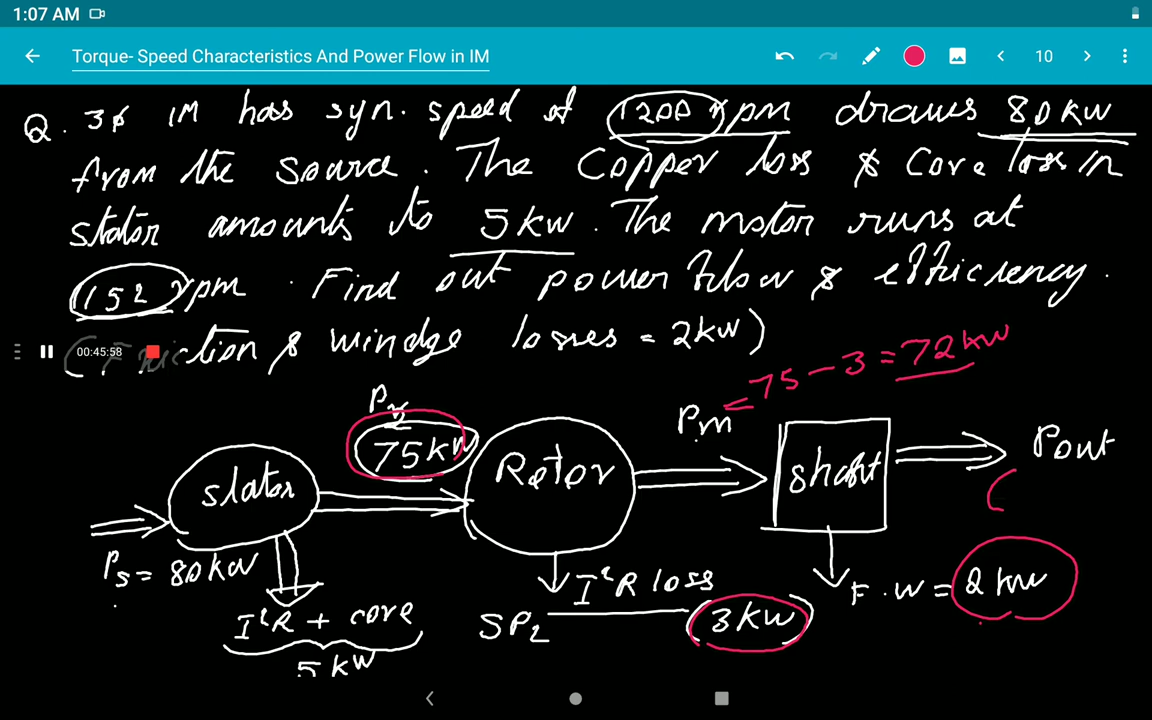 1:07 AM
Torque- Speed Characteristics And Power Flow in IM
10
Q. 3ϕ IM has syn. speed of 1200 rpm draws 80 kW
from the source. The Copper loss & Core loss in
stator amounts to 5 kW. The motor runs at
1152 rpm. Find out power flow & efficiency.
(Friction & windge losses = 2kW)
00:45:58
75 - 3 = 72 kW
P2
75 kW
Pm
Pout
stator
Rotor
shaft
Ps = 80 kW
I²R loss
F.W = 2 kW
I²R + core
SP2
3 kW
5 kW